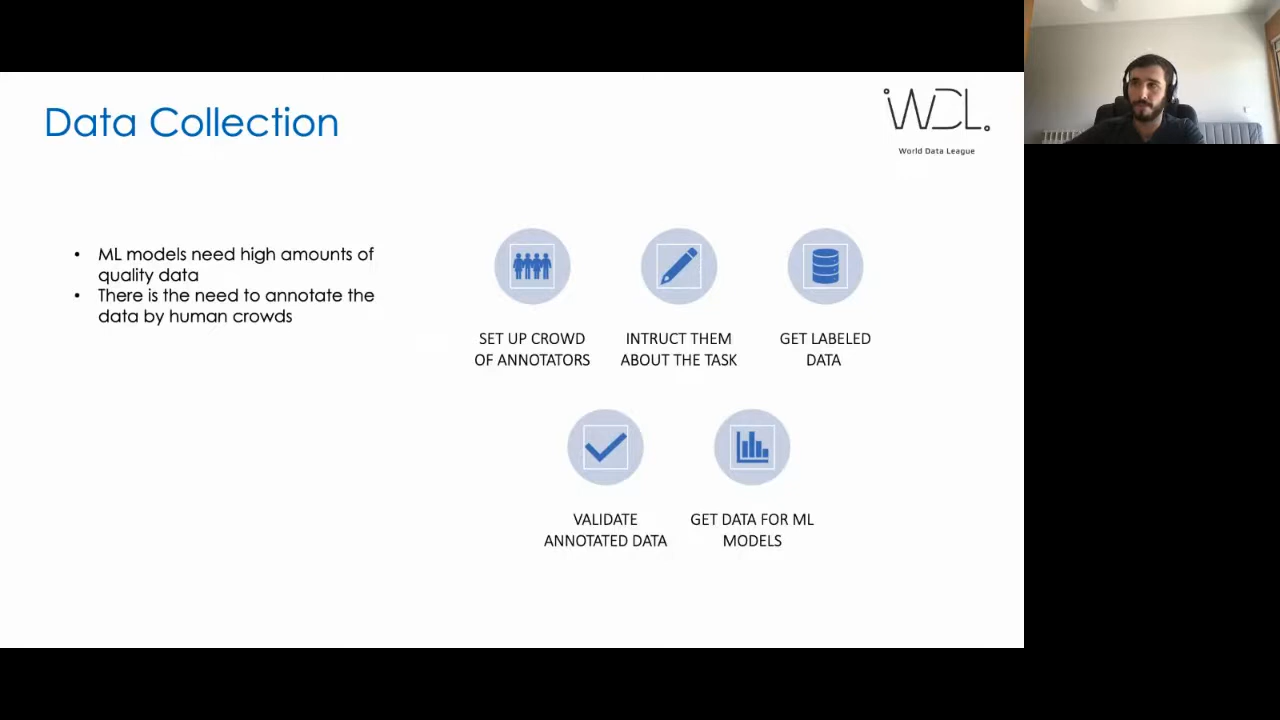 Data Collection
WDL.
World Data League
• ML models need high amounts of
quality data
• There is the need to annotate the
data by human crowds
SET UP CROWD
OF ANNOTATORS
INTRUCT THEM
ABOUT THE TASK
GET LABELED
DATA
VALIDATE
ANNOTATED DATA
GET DATA FOR ML
MODELS